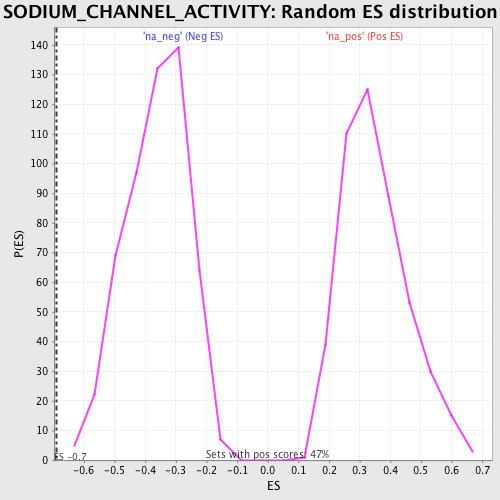 SODIUM_CHANNEL_ACTIVITY: Random ES distribution
'na_neg' (Neg ES) 'na_pos' (Pos ES)
140
130
120
110
100
90
80
70
60
50
40
30
20
10
0
P(ES)
ES -0.7
Sets with pos scores: 47%
-0.6 -0.5 -0.4 -0.3 -0.2 -0.1 0.0 0.1 0.2 0.3 0.4 0.5 0.6 0.7
ES